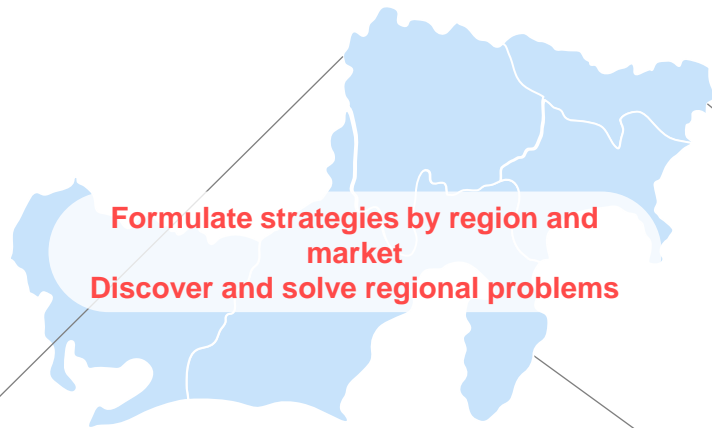 Formulate strategies by region and
market
Discover and solve regional problems